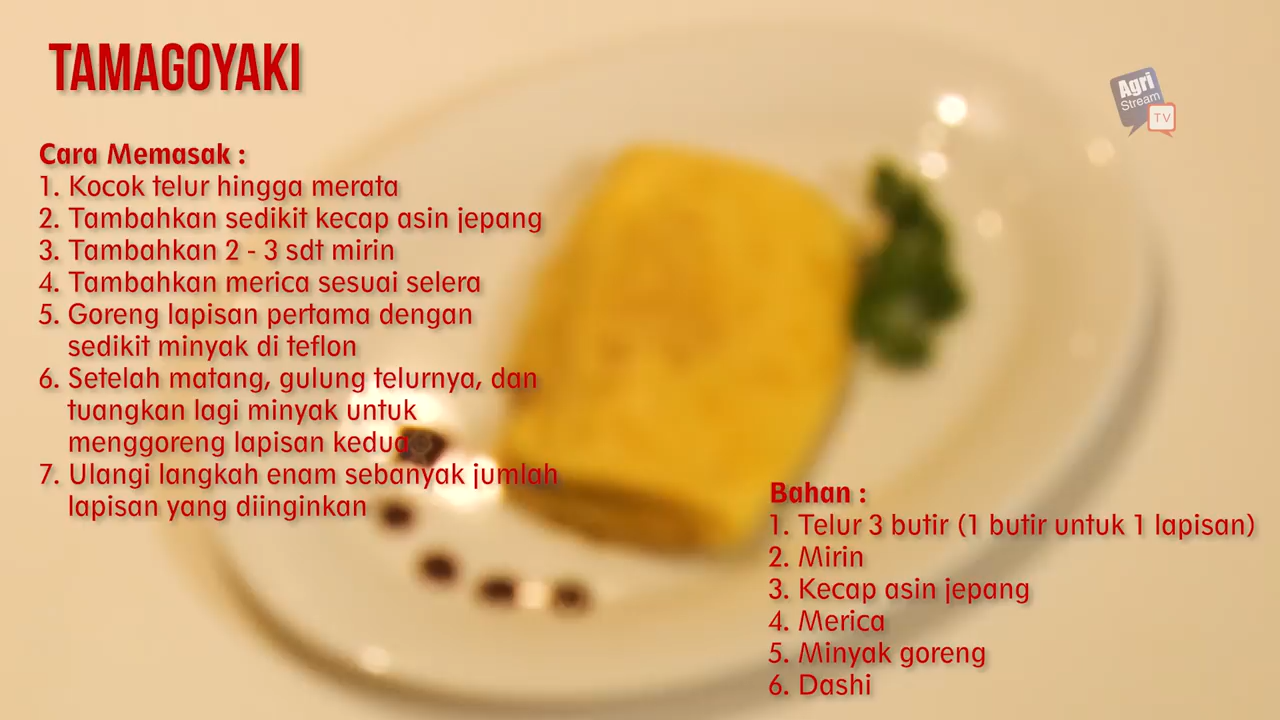 TAMAGOYAKI
Agri
Stream
TV
Cara Memasak :
1. Kocok telur hingga merata
2. Tambahkan sedikit kecap asin jepang
3. Tambahkan 2 - 3 sdt mirin
4. Tambahkan merica sesuai selera
5. Goreng lapisan pertama dengan
sedikit minyak di teflon
6. Setelah matang, gulung telurnya, dan
tuangkan lagi minyak untuk
menggoreng lapisan kedua
7. Ulangi langkah enam sebanyak jumlah
lapisan yang diinginkan
Bahan :
1. Telur 3 butir (1 butir untuk 1 lapisan)
2. Mirin
3. Kecap asin jepang
4. Merica
5. Minyak goreng
6. Dashi